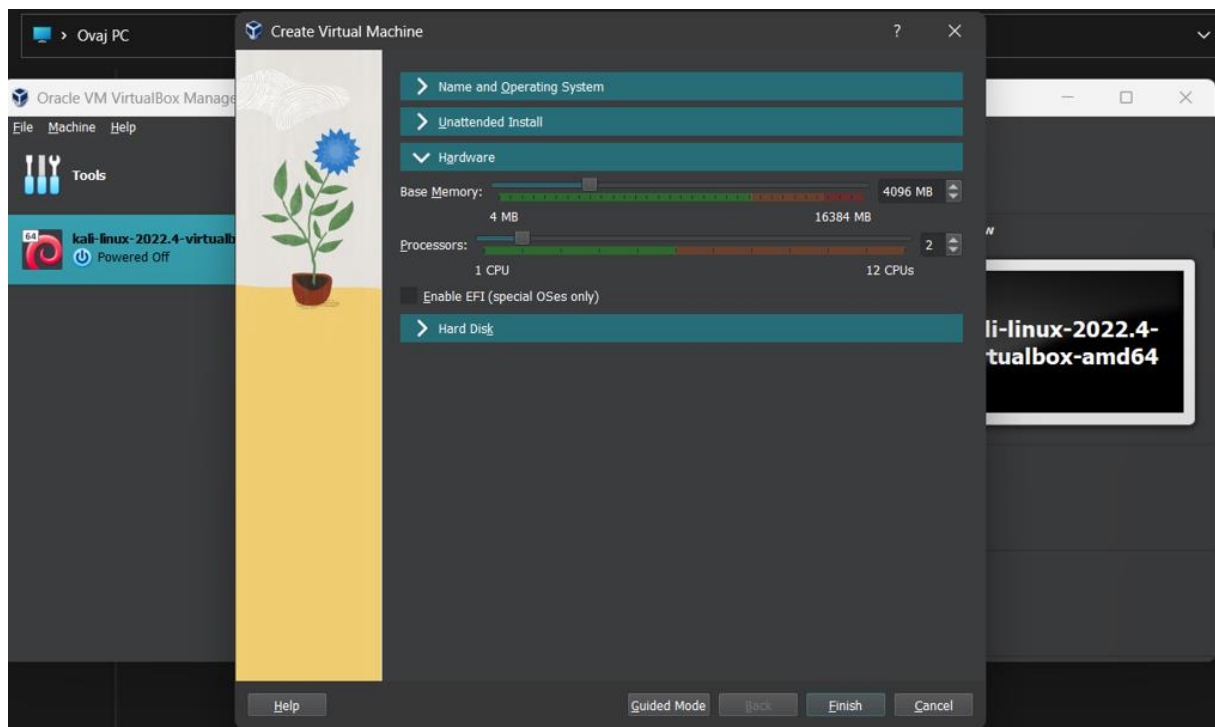 Ovaj PC
Create Virtual Machine
?
Oracle VM VirtualBox Manage
File Machine Help
Tools
64
kali-linux-2022.4-virtualb
Powered Off
Name and Operating System
Unattended Install
Hardware
Base Memory: 4096 MB
4 MB 16384 MB
Processors: 2
1 CPU 12 CPUs
Enable EFI (special OSes only)
Hard Disk
w
li-linux-2022.4-
tualbox-amd64
Help Guided Mode Back Finish Cancel